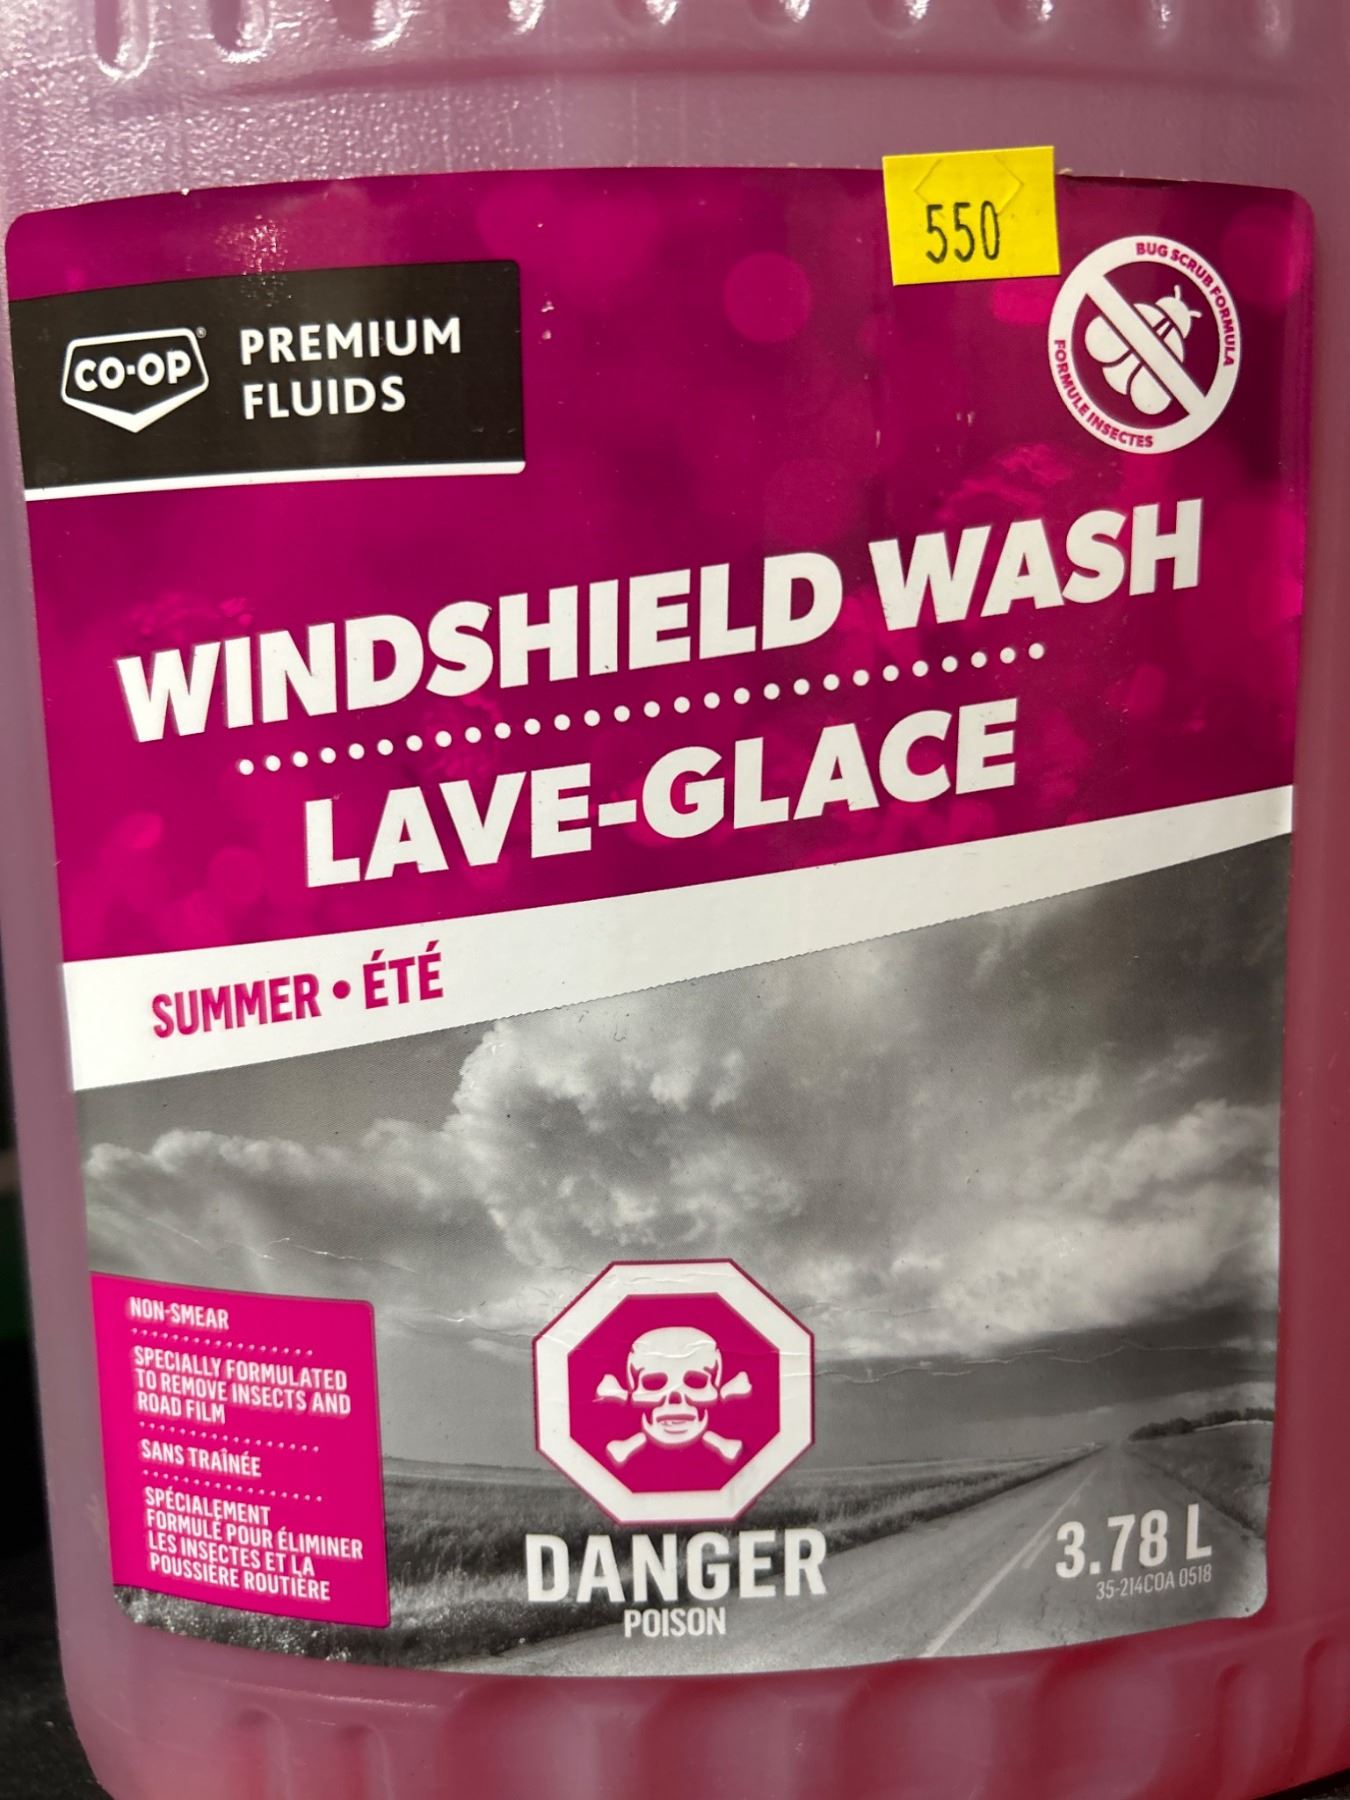 550
BUG SCRUB FORMULA
FORMULE INSECTES
CO-OP®
PREMIUM
FLUIDS
WINDSHIELD WASH
LAVE-GLACE
SUMMER • ÉTÉ
NON-SMEAR
SPECIALLY FORMULATED
TO REMOVE INSECTS AND
ROAD FILM
SANS TRAÎNÉE
SPÉCIALEMENT
FORMULÉ POUR ÉLIMINER
LES INSECTES ET LA
POUSSIÈRE ROUTIÈRE
DANGER
POISON
3.78 L
35-214COA 0518